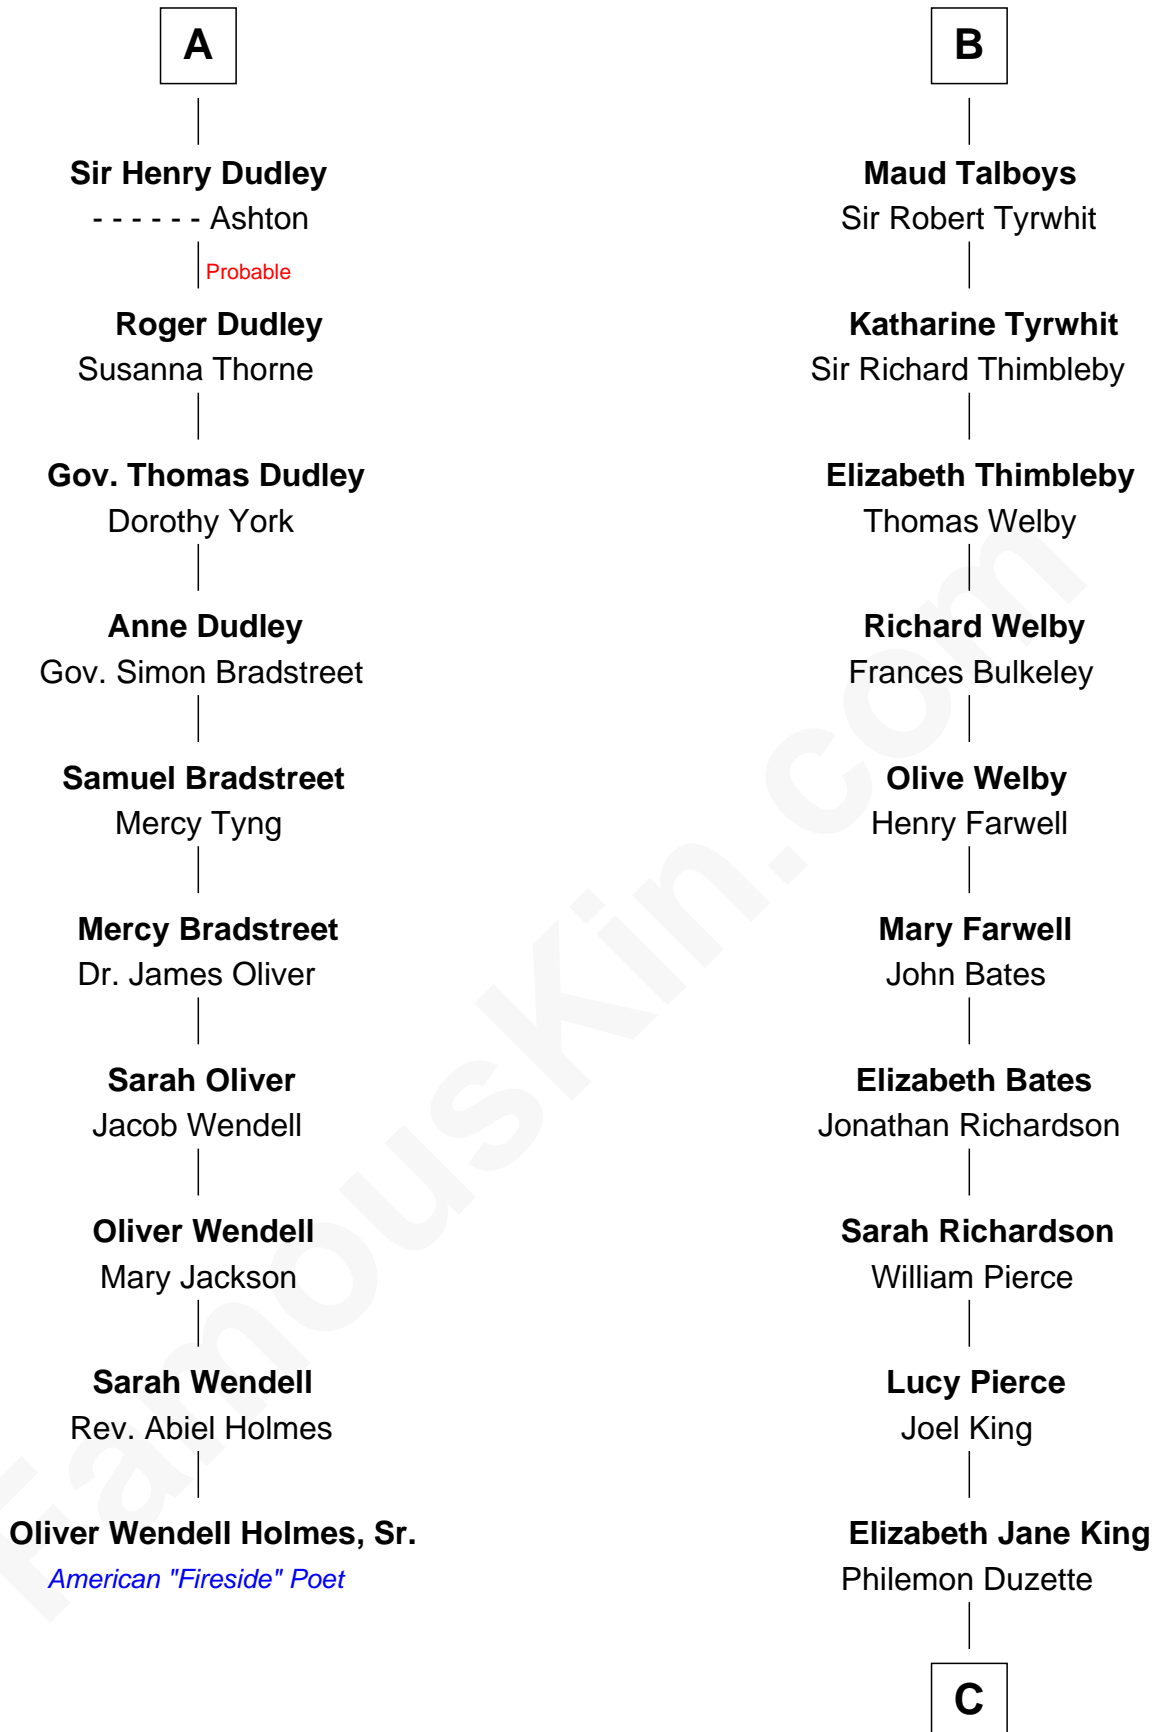 A
Sir Henry Dudley
- - - - - - Ashton
Probable
Roger Dudley
Susanna Thorne
Gov. Thomas Dudley
Dorothy York
Anne Dudley
Gov. Simon Bradstreet
Samuel Bradstreet
Mercy Tyng
Mercy Bradstreet
Dr. James Oliver
Sarah Oliver
Jacob Wendell
Oliver Wendell
Mary Jackson
Sarah Wendell
Rev. Abiel Holmes
Oliver Wendell Holmes, Sr.
American "Fireside" Poet
B
Maud Talboys
Sir Robert Tyrwhit
Katharine Tyrwhit
Sir Richard Thimbleby
Elizabeth Thimbleby
Thomas Welby
Richard Welby
Frances Bulkeley
Olive Welby
Henry Farwell
Mary Farwell
John Bates
Elizabeth Bates
Jonathan Richardson
Sarah Richardson
William Pierce
Lucy Pierce
Joel King
Elizabeth Jane King
Philemon Duzette
C
FamousKin.com